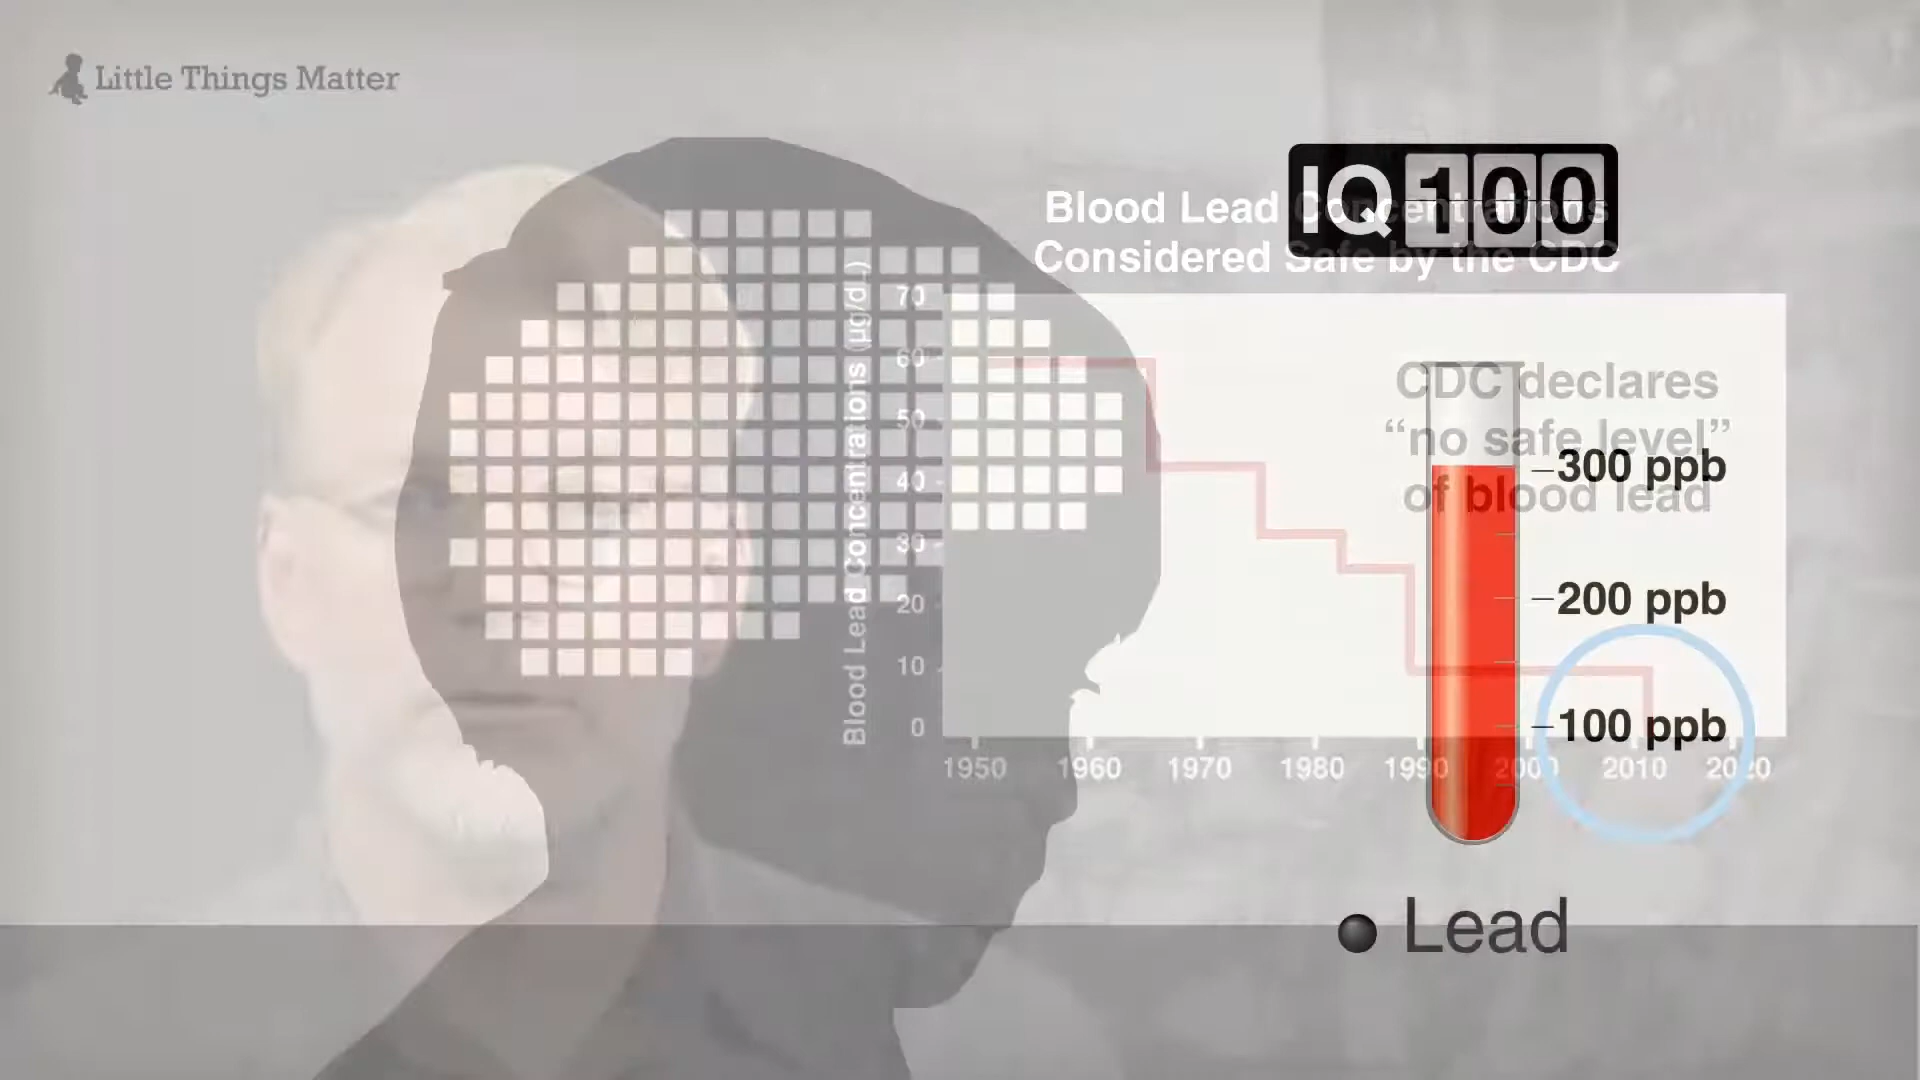 Little Things Matter
IQ 100
Blood Lead Concentrations
Considered Safe by the CDC
Blood Lead Concentrations (µg/dL)
70
60
50
40
30
20
10
0
1950 1960 1970 1980 1990 2000 2010 2020
CDC declares
“no safe level”
of blood lead
300 ppb
200 ppb
100 ppb
Lead